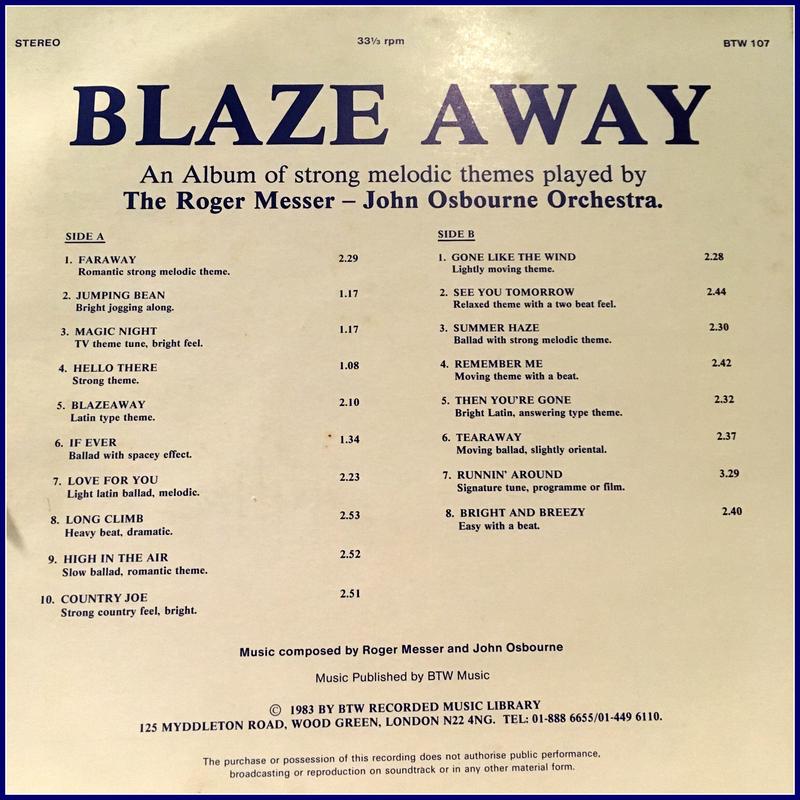 STEREO 33⅓ rpm BTW 107
BLAZE AWAY
An Album of strong melodic themes played by
The Roger Messer – John Osbourne Orchestra.
SIDE A
1. FARAWAY 2.29
Romantic strong melodic theme.
2. JUMPING BEAN 1.17
Bright jogging along.
3. MAGIC NIGHT 1.17
TV theme tune, bright feel.
4. HELLO THERE 1.08
Strong theme.
5. BLAZEAWAY 2.10
Latin type theme.
6. IF EVER 1.34
Ballad with spacey effect.
7. LOVE FOR YOU 2.23
Light latin ballad, melodic.
8. LONG CLIMB 2.53
Heavy beat, dramatic.
9. HIGH IN THE AIR 2.52
Slow ballad, romantic theme.
10. COUNTRY JOE 2.51
Strong country feel, bright.
SIDE B
1. GONE LIKE THE WIND 2.28
Lightly moving theme.
2. SEE YOU TOMORROW 2.44
Relaxed theme with a two beat feel.
3. SUMMER HAZE 2.30
Ballad with strong melodic theme.
4. REMEMBER ME 2.42
Moving theme with a beat.
5. THEN YOU'RE GONE 2.32
Bright Latin, answering type theme.
6. TEARAWAY 2.37
Moving ballad, slightly oriental.
7. RUNNIN' AROUND 3.29
Signature tune, programme or film.
8. BRIGHT AND BREEZY 2.40
Easy with a beat.
Music composed by Roger Messer and John Osbourne
Music Published by BTW Music
© 1983 BY BTW RECORDED MUSIC LIBRARY
125 MYDDLETON ROAD, WOOD GREEN, LONDON N22 4NG. TEL: 01-888 6655/01-449 6110.
The purchase or possession of this recording does not authorise public performance,
broadcasting or reproduction on soundtrack or in any other material form.